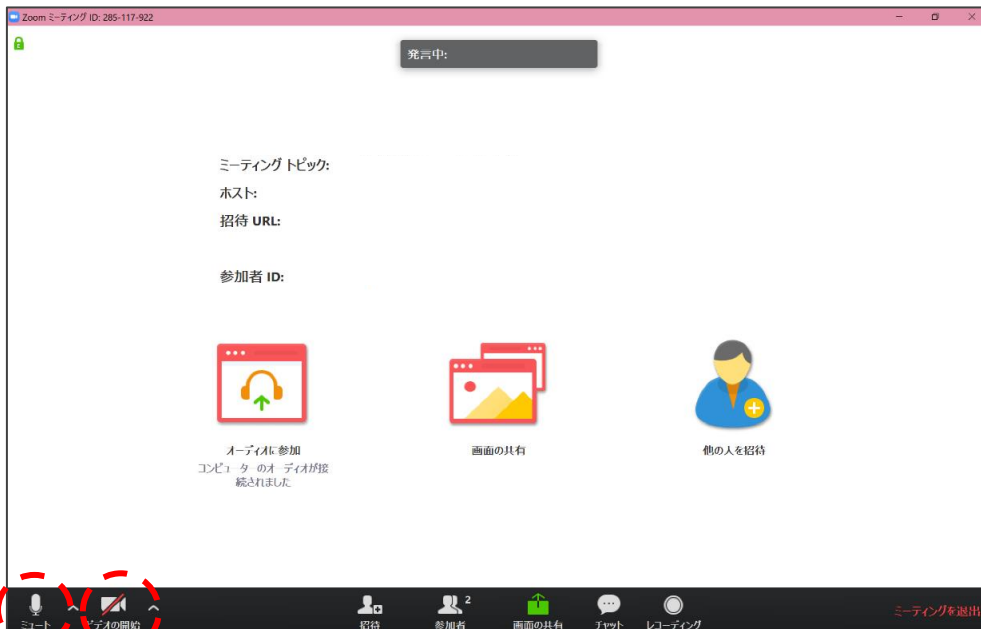 Zoom ミーティング ID: 285-117-922
発言中:
ミーティング トピック:
ホスト:
招待 URL:
参加者 ID:
オーディオに参加
コンピューターのオーディオが接
続されました
画面の共有
他の人を招待
ミュート
ビデオの開始
招待
2
参加者
画面の共有
チャット
レコーディング
ミーティングを退出